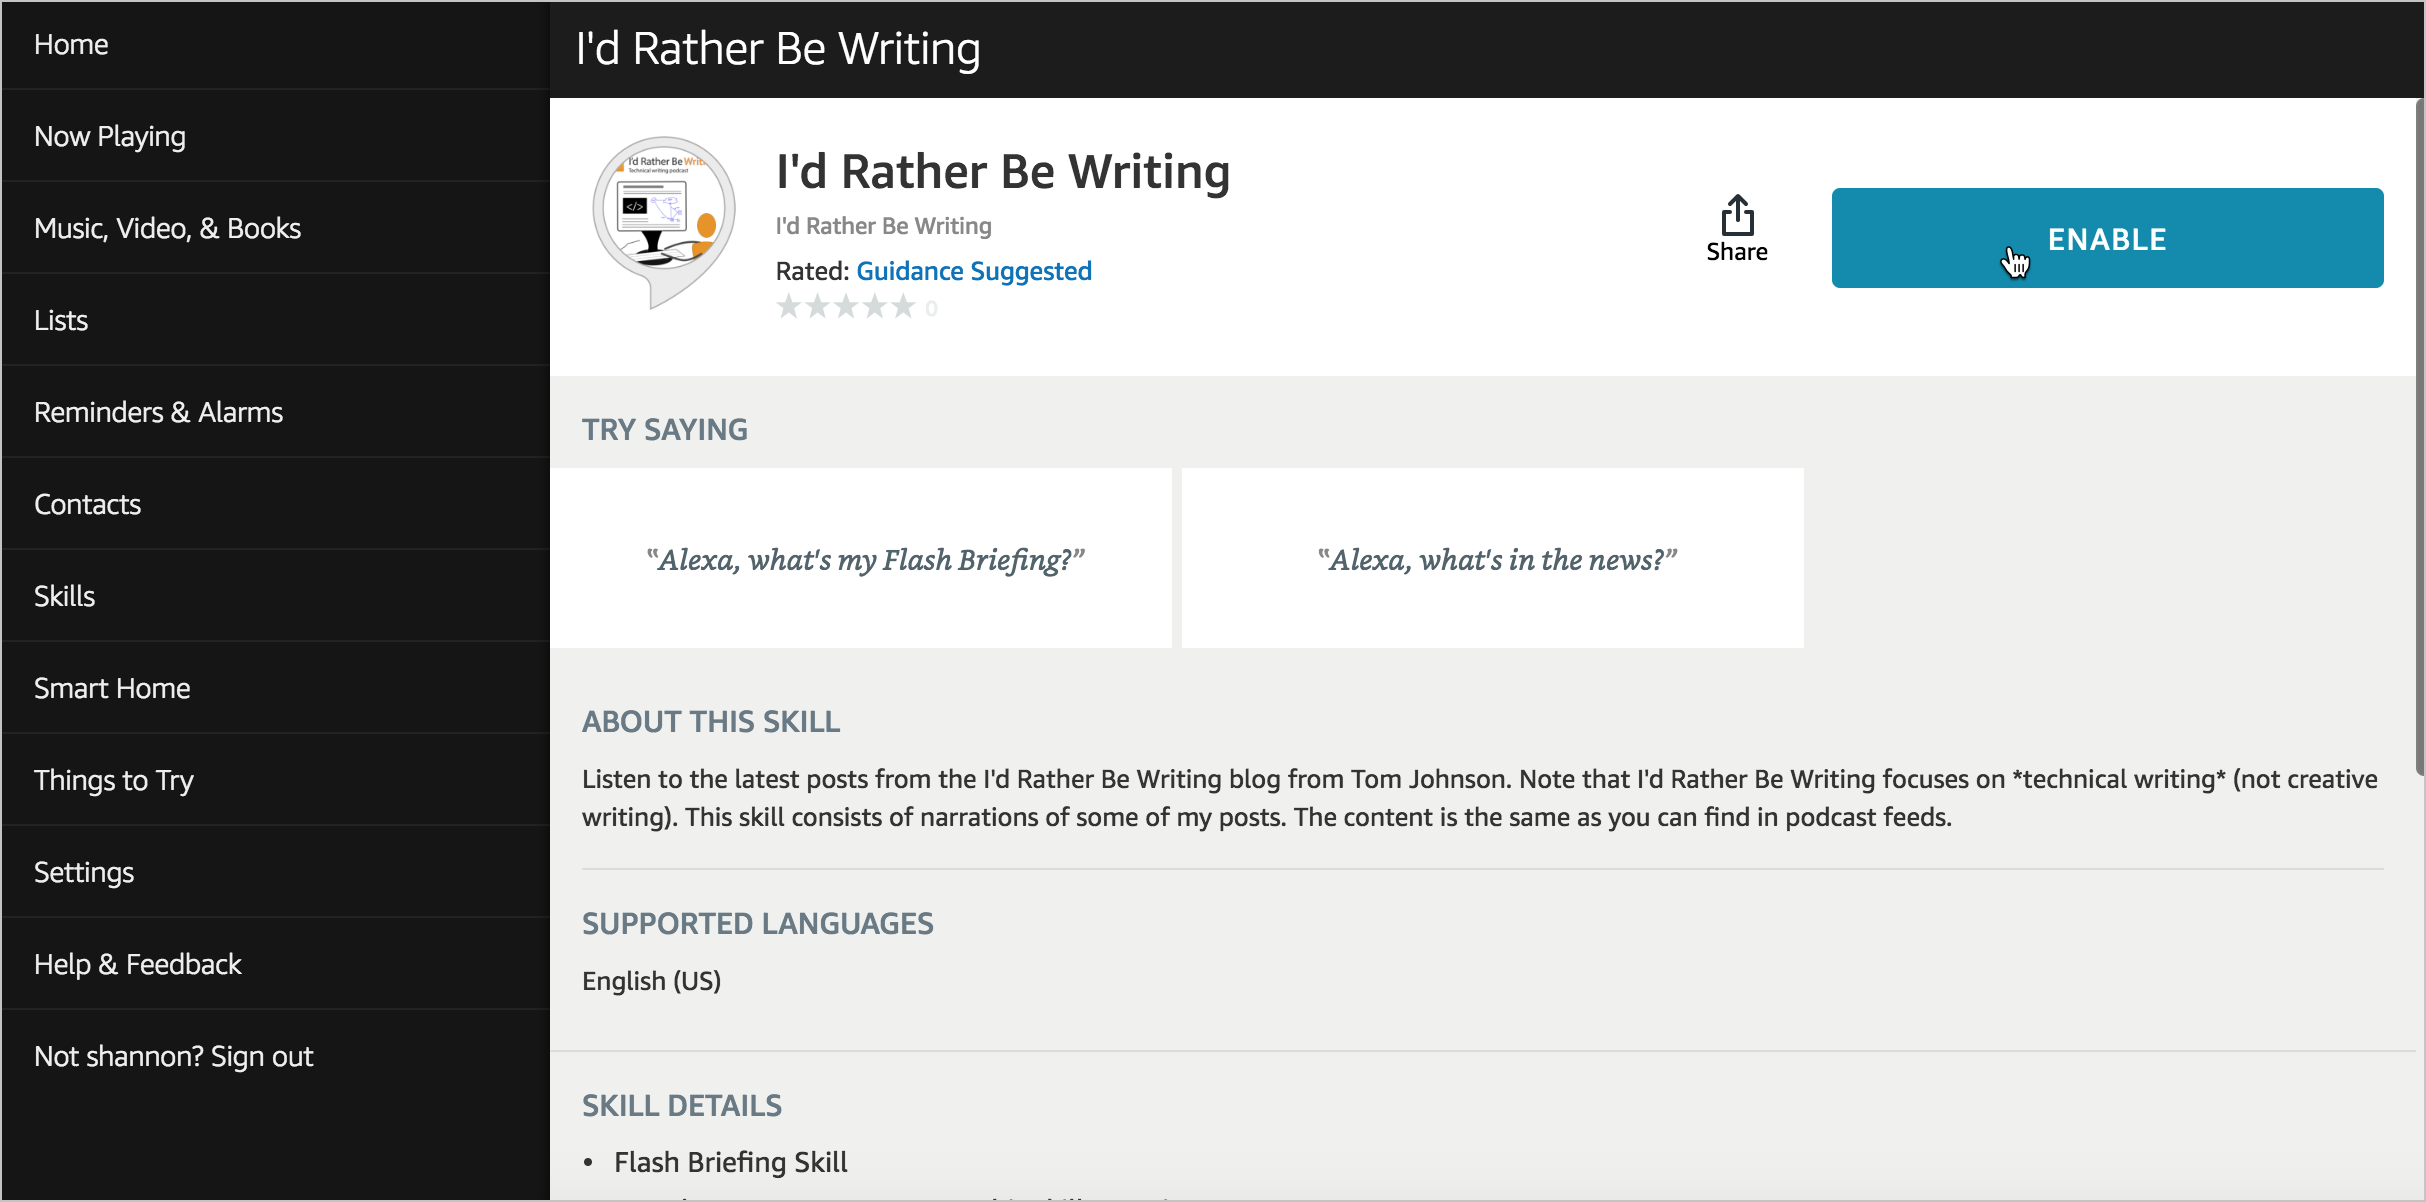 Home
Now Playing
Music, Video, & Books
Lists
Reminders & Alarms
Contacts
Skills
Smart Home
Things to Try
Settings
Help & Feedback
Not shannon? Sign out
I'd Rather Be Writing
I'd Rather Be Writ
Technical writing podcast
</>
I'd Rather Be Writing
I'd Rather Be Writing
Rated: Guidance Suggested
0
Share
ENABLE
TRY SAYING
“Alexa, what's my Flash Briefing?”
“Alexa, what's in the news?”
ABOUT THIS SKILL
Listen to the latest posts from the I'd Rather Be Writing blog from Tom Johnson. Note that I'd Rather Be Writing focuses on *technical writing* (not creative
writing). This skill consists of narrations of some of my posts. The content is the same as you can find in podcast feeds.
SUPPORTED LANGUAGES
English (US)
SKILL DETAILS
• Flash Briefing Skill